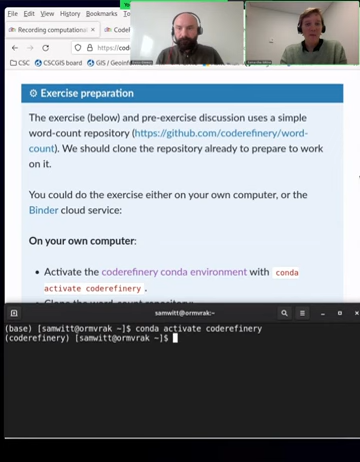 File Edit View History Bookmarks To
Recording computational
CodeR
https://cod
CSC CSCGIS board GIS / Geoinf
Exercise preparation
The exercise (below) and pre-exercise discussion uses a simple
word-count repository (https://github.com/coderefinery/word-
count). We should clone the repository already to prepare to work
on it.
You could do the exercise either on your own computer, or the
Binder cloud service:
On your own computer:
• Activate the coderefinery conda environment with conda
activate coderefinery .
samwitt@ormvrak:~
(base) [samwitt@ormvrak ~]$ conda activate coderefinery
(coderefinery) [samwitt@ormvrak ~]$